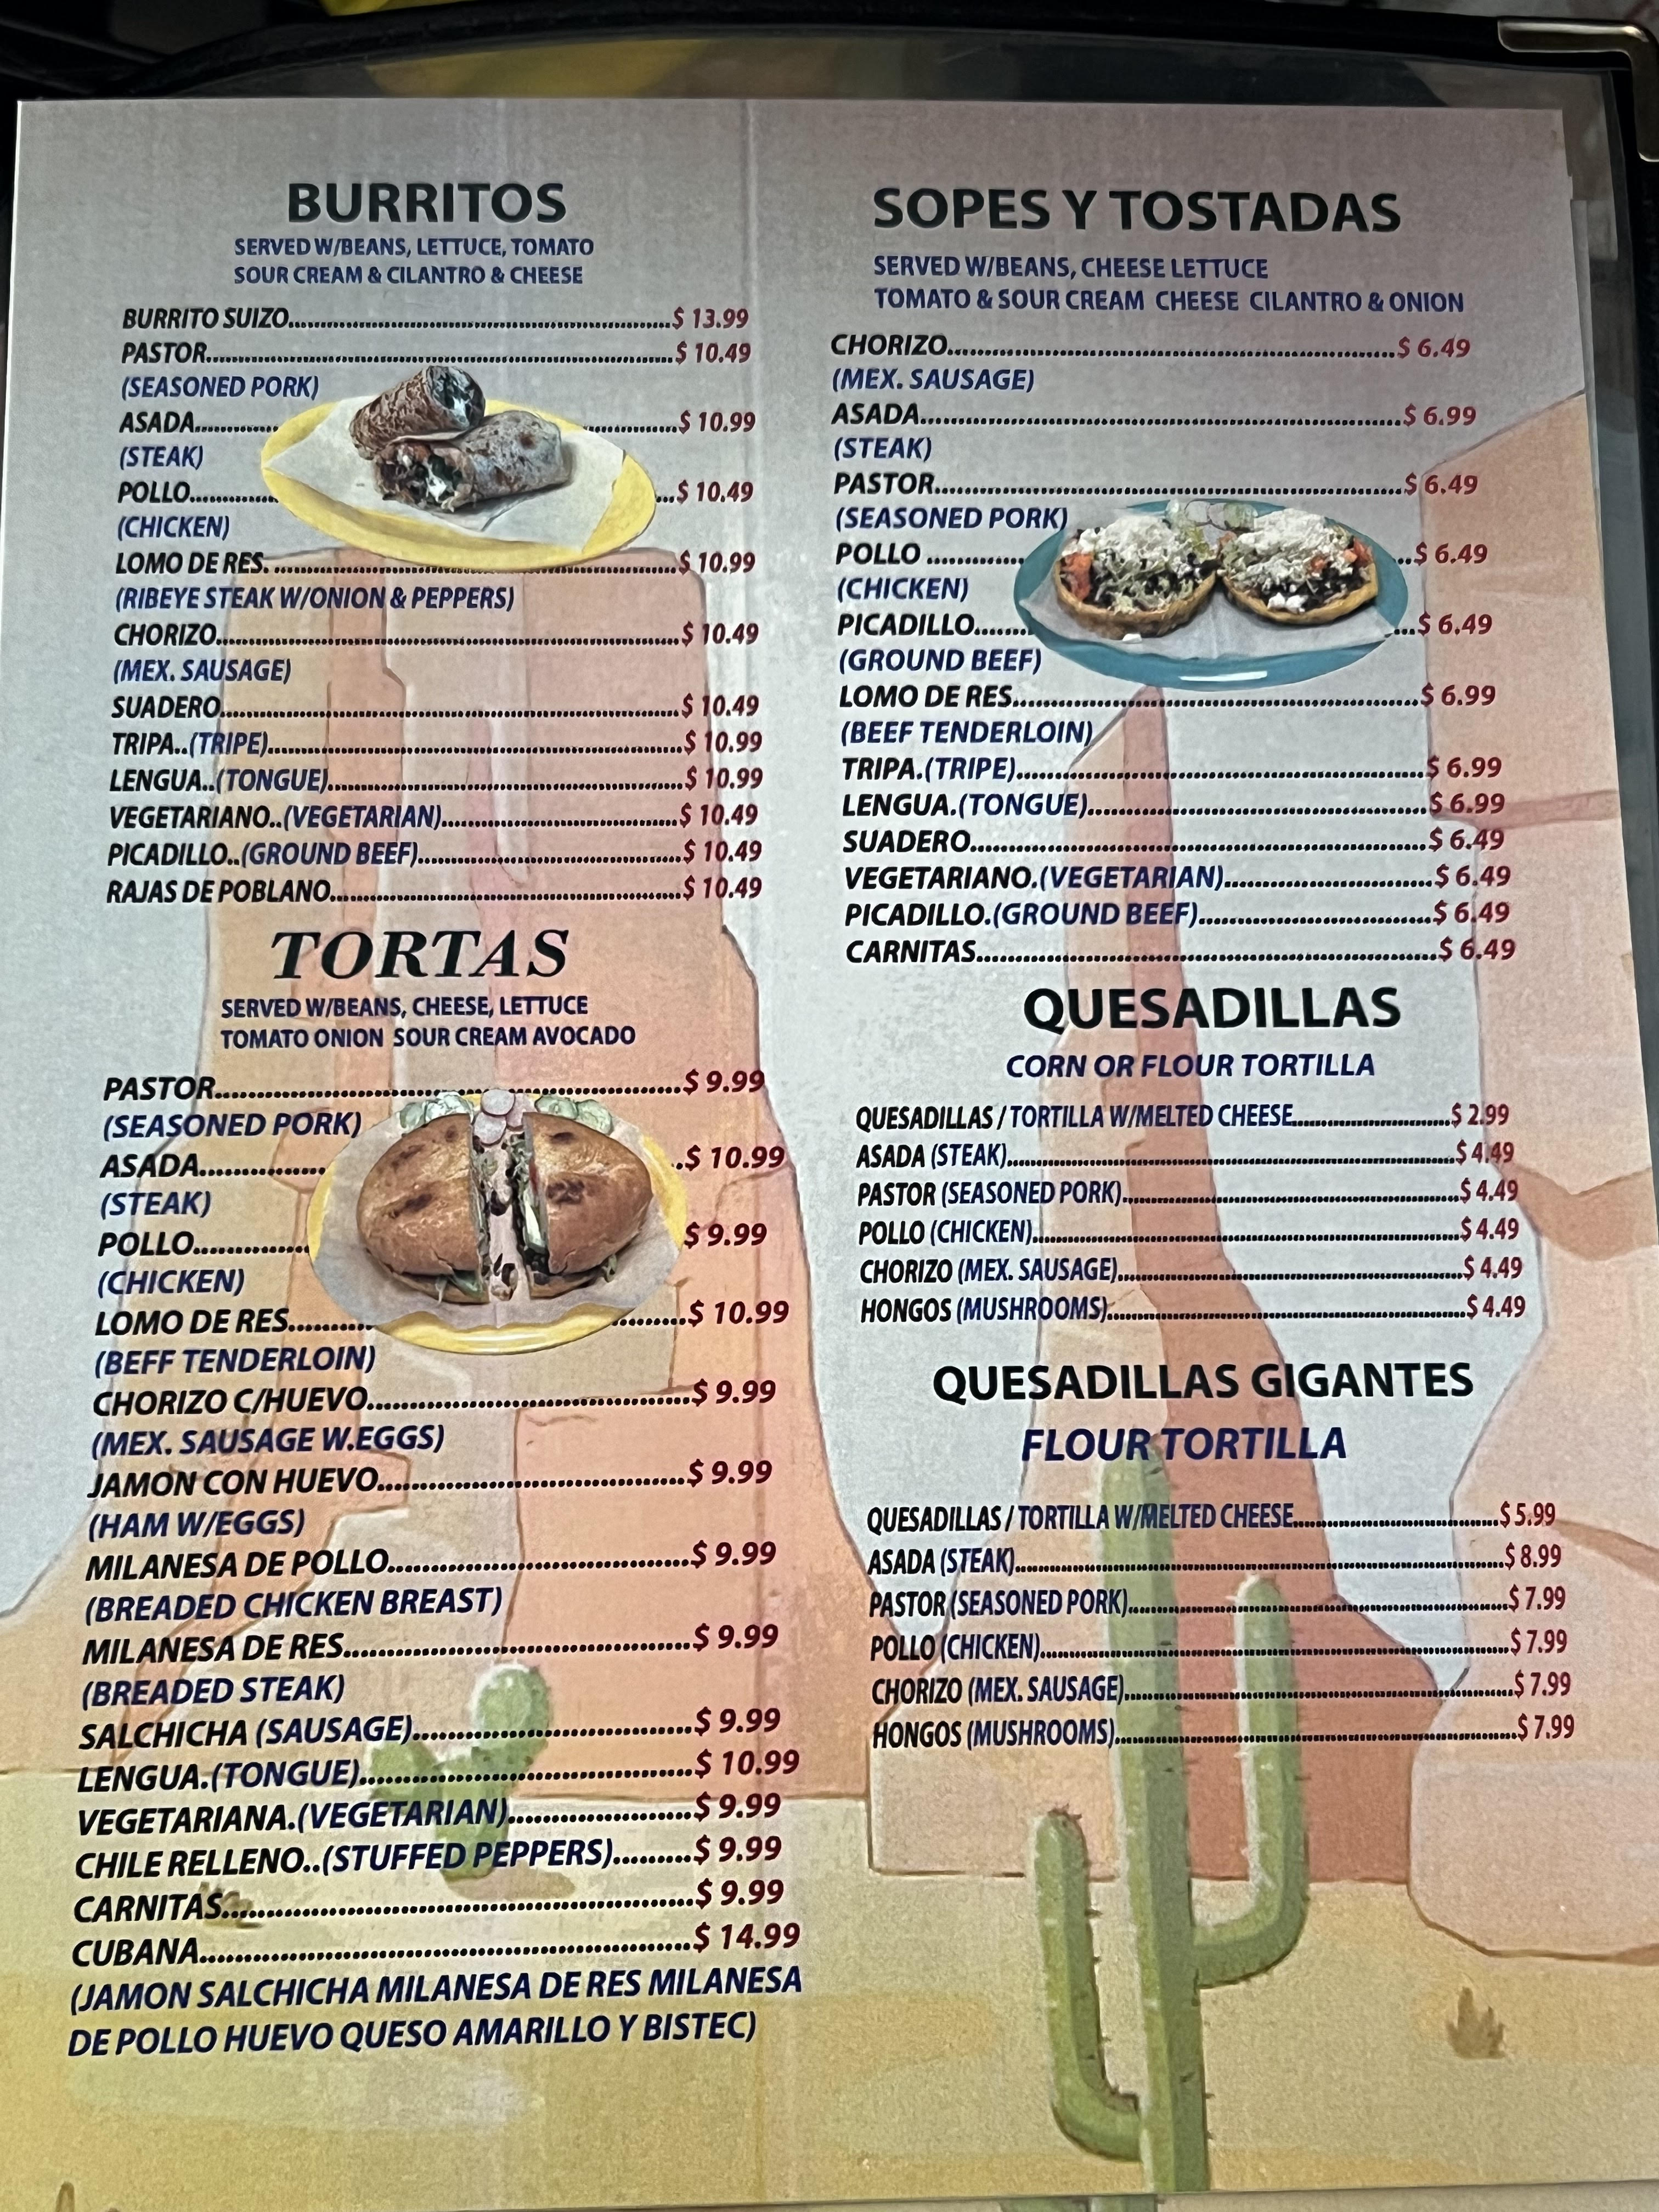 BURRITOS
SERVED W/BEANS, LETTUCE, TOMATO
SOUR CREAM & CILANTRO & CHEESE
BURRITO SUIZO $ 13.99
PASTOR $ 10.49
(SEASONED PORK)
ASADA $ 10.99
(STEAK)
POLLO $ 10.49
(CHICKEN)
LOMO DE RES. $ 10.99
(RIBEYE STEAK W/ONION & PEPPERS)
CHORIZO $ 10.49
(MEX. SAUSAGE)
SUADERO $ 10.49
TRIPA..(TRIPE) $ 10.99
LENGUA..(TONGUE) $ 10.99
VEGETARIANO..(VEGETARIAN) $ 10.49
PICADILLO..(GROUND BEEF) $ 10.49
RAJAS DE POBLANO $ 10.49
TORTAS
SERVED W/BEANS, CHEESE, LETTUCE
TOMATO ONION SOUR CREAM AVOCADO
PASTOR $ 9.99
(SEASONED PORK)
ASADA $ 10.99
(STEAK)
POLLO $ 9.99
(CHICKEN)
LOMO DE RES $ 10.99
(BEFF TENDERLOIN)
CHORIZO C/HUEVO $ 9.99
(MEX. SAUSAGE W.EGGS)
JAMON CON HUEVO $ 9.99
(HAM W/EGGS)
MILANESA DE POLLO $ 9.99
(BREADED CHICKEN BREAST)
MILANESA DE RES $ 9.99
(BREADED STEAK)
SALCHICHA (SAUSAGE) $ 9.99
LENGUA.(TONGUE) $ 10.99
VEGETARIANA.(VEGETARIAN) $ 9.99
CHILE RELLENO..(STUFFED PEPPERS) $ 9.99
CARNITAS $ 9.99
CUBANA $ 14.99
(JAMON SALCHICHA MILANESA DE RES MILANESA
DE POLLO HUEVO QUESO AMARILLO Y BISTEC)
SOPES Y TOSTADAS
SERVED W/BEANS, CHEESE LETTUCE
TOMATO & SOUR CREAM CHEESE CILANTRO & ONION
CHORIZO $ 6.49
(MEX. SAUSAGE)
ASADA $ 6.99
(STEAK)
PASTOR $ 6.49
(SEASONED PORK)
POLLO $ 6.49
(CHICKEN)
PICADILLO $ 6.49
(GROUND BEEF)
LOMO DE RES $ 6.99
(BEEF TENDERLOIN)
TRIPA.(TRIPE) $ 6.99
LENGUA.(TONGUE) $ 6.99
SUADERO $ 6.49
VEGETARIANO.(VEGETARIAN) $ 6.49
PICADILLO.(GROUND BEEF) $ 6.49
CARNITAS $ 6.49
QUESADILLAS
CORN OR FLOUR TORTILLA
QUESADILLAS / TORTILLA W/MELTED CHEESE $ 2.99
ASADA (STEAK) $ 4.49
PASTOR (SEASONED PORK) $ 4.49
POLLO (CHICKEN) $ 4.49
CHORIZO (MEX. SAUSAGE) $ 4.49
HONGOS (MUSHROOMS) $ 4.49
QUESADILLAS GIGANTES
FLOUR TORTILLA
QUESADILLAS / TORTILLA W/MELTED CHEESE $ 5.99
ASADA (STEAK) $ 8.99
PASTOR (SEASONED PORK) $ 7.99
POLLO (CHICKEN) $ 7.99
CHORIZO (MEX. SAUSAGE) $ 7.99
HONGOS (MUSHROOMS) $ 7.99